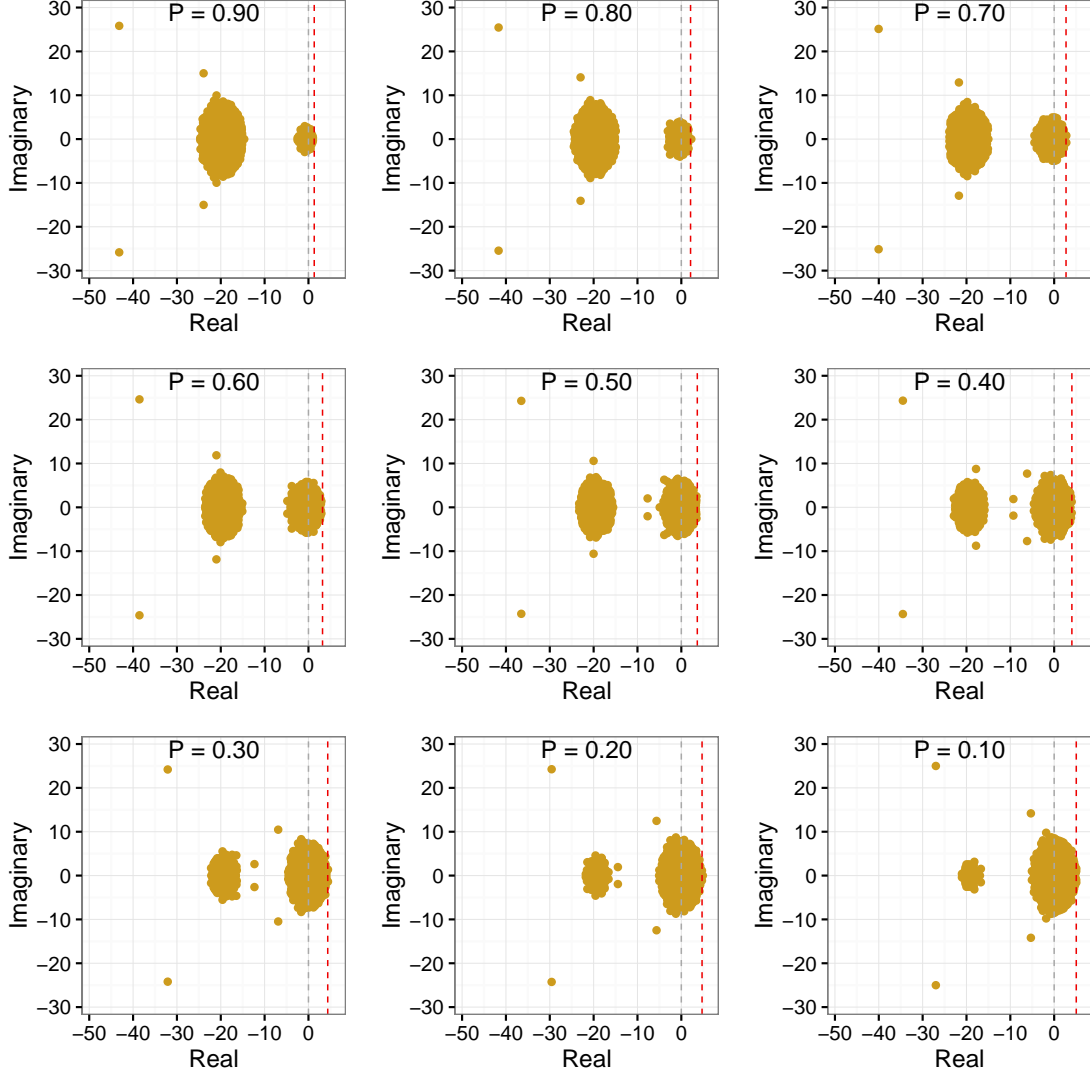 P = 0.90
30
20
10
0
−10
−20
−30
Imaginary
−50 −40 −30 −20 −10 0
Real
P = 0.80
30
20
10
0
−10
−20
−30
Imaginary
−50 −40 −30 −20 −10 0
Real
P = 0.70
30
20
10
0
−10
−20
−30
Imaginary
−50 −40 −30 −20 −10 0
Real
P = 0.60
30
20
10
0
−10
−20
−30
Imaginary
−50 −40 −30 −20 −10 0
Real
P = 0.50
30
20
10
0
−10
−20
−30
Imaginary
−50 −40 −30 −20 −10 0
Real
P = 0.40
30
20
10
0
−10
−20
−30
Imaginary
−50 −40 −30 −20 −10 0
Real
P = 0.30
30
20
10
0
−10
−20
−30
Imaginary
−50 −40 −30 −20 −10 0
Real
P = 0.20
30
20
10
0
−10
−20
−30
Imaginary
−50 −40 −30 −20 −10 0
Real
P = 0.10
30
20
10
0
−10
−20
−30
Imaginary
−50 −40 −30 −20 −10 0
Real